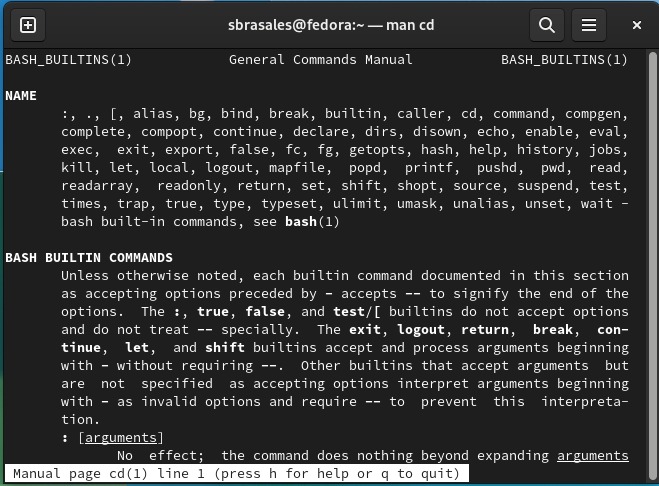 sbrasales@fedora:~ — man cd
BASH_BUILTINS(1) General Commands Manual BASH_BUILTINS(1)
NAME
:, ., [, alias, bg, bind, break, builtin, caller, cd, command, compgen,
complete, compopt, continue, declare, dirs, disown, echo, enable, eval,
exec, exit, export, false, fc, fg, getopts, hash, help, history, jobs,
kill, let, local, logout, mapfile, popd, printf, pushd, pwd, read,
readarray, readonly, return, set, shift, shopt, source, suspend, test,
times, trap, true, type, typeset, ulimit, umask, unalias, unset, wait -
bash built-in commands, see bash(1)
BASH BUILTIN COMMANDS
Unless otherwise noted, each builtin command documented in this section
as accepting options preceded by - accepts -- to signify the end of the
options. The :, true, false, and test/[ builtins do not accept options
and do not treat -- specially. The exit, logout, return, break, con-
tinue, let, and shift builtins accept and process arguments beginning
with - without requiring --. Other builtins that accept arguments but
are not specified as accepting options interpret arguments beginning
with - as invalid options and require -- to prevent this interpreta-
tion.
: [arguments]
No effect; the command does nothing beyond expanding arguments
Manual page cd(1) line 1 (press h for help or q to quit)